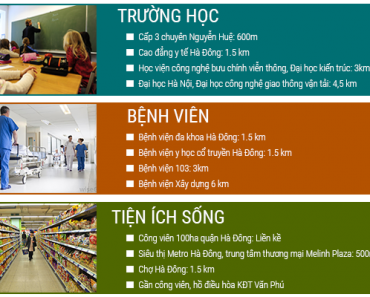 TRƯỜNG HỌC
Cấp 3 chuyên Nguyễn Huệ: 600m
Cao đẳng y tế Hà Đông: 1.5 km
Học viện công nghệ bưu chính viễn thông, Đại học kiến trúc: 3km
Đại học Hà Nội, Đại học công nghệ giao thông vận tải: 4,5 km
BỆNH VIÊN
Bệnh viện đa khoa Hà Đông: 1.5 km
Bệnh viện y học cổ truyền Hà Đông: 1.5 km
Bệnh viện 103: 3km
Bệnh viện Xây dựng 6 km
TIỆN ÍCH SỐNG
Công viên 100ha quận Hà Đông: Liền kề
Siêu thị Metro Hà Đông, trung tâm thương mại Melinh Plaza: 500
Chợ Hà Đông: 1.5 km
Gần công viên, hồ điều hòa KĐT Văn Phú